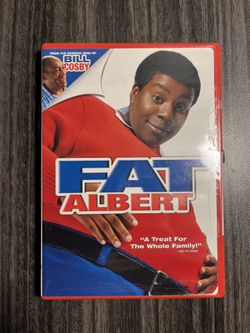 FROM THE COMEDIC MIND OF
BILL
COSBY
FAT
ALBERT
"A Treat For
The Whole Family!"